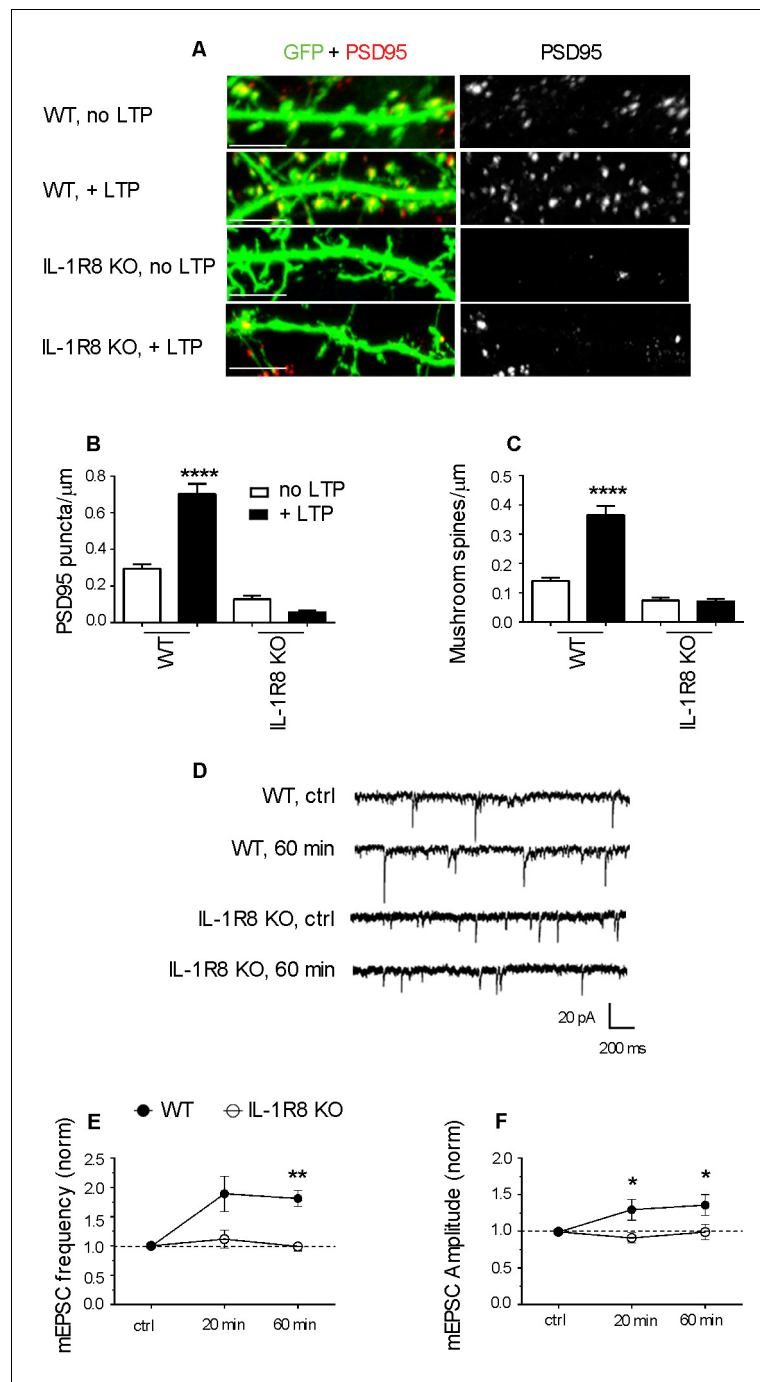 A
GFP + PSD95
PSD95
WT, no LTP
WT, + LTP
IL-1R8 KO, no LTP
IL-1R8 KO, + LTP
B
PSD95 puncta/µm
0.8
0.6
0.4
0.2
0.0
****
no LTP
+ LTP
WT
IL-1R8 KO
C
Mushroom spines/µm
0.5
0.4
0.3
0.2
0.1
0.0
****
WT
IL-1R8 KO
D
WT, ctrl
WT, 60 min
IL-1R8 KO, ctrl
IL-1R8 KO, 60 min
20 pA
200 ms
E
WT
IL-1R8 KO
mEPSC frequency (norm)
2.5
2.0
1.5
1.0
0.5
0.0
**
ctrl
20 min
60 min
F
mEPSC Amplitude (norm)
2.0
1.5
1.0
0.5
0.0
*
*
ctrl
20 min
60 min